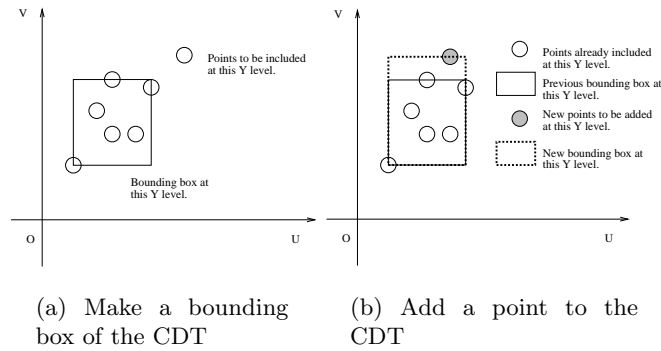 V
Points to be included
at this Y level.
Bounding box at
this Y level.
O
U
V
Points already included
at this Y level.
Previous bounding box at
this Y level.
New points to be added
at this Y level.
New bounding box at
this Y level.
O
U
(a) Make a bounding
box of the CDT
(b) Add a point to the
CDT